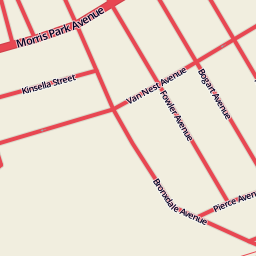 Morris Park Avenue
Kinsella Street
Van Nest Avenue
Bogart Avenue
Fowler Avenue
Bronxdale Avenue
Pierce Aven